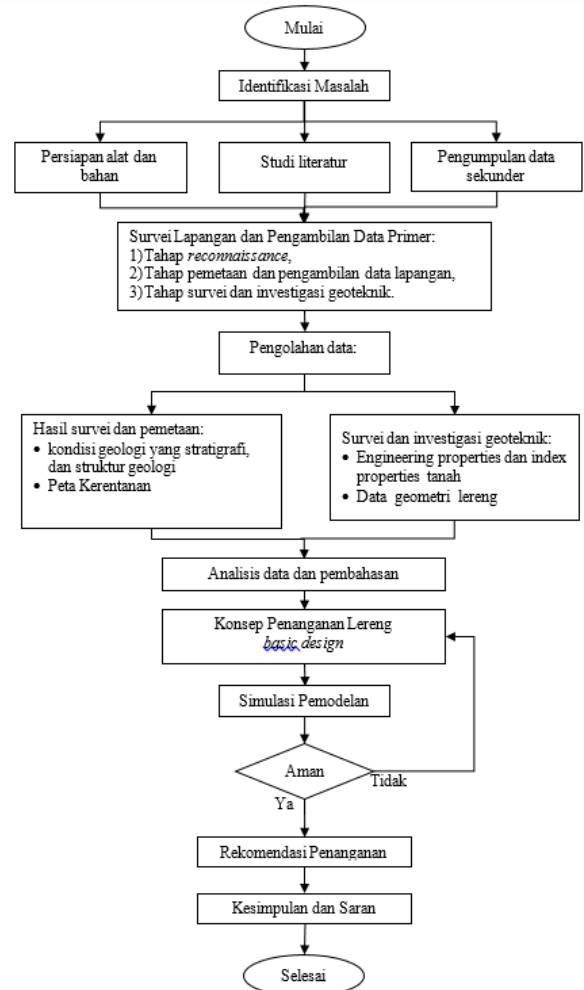 Mulai
Identifikasi Masalah
Persiapan alat dan
bahan
Studi literatur
Pengumpulan data
sekunder
Survei Lapangan dan Pengambilan Data Primer:
1) Tahap reconnaissance,
2) Tahap pemetaan dan pengambilan data lapangan,
3) Tahap survei dan investigasi geoteknik.
Pengolahan data:
Hasil survei dan pemetaan:
• kondisi geologi yang stratigrafi,
dan struktur geologi
• Peta Kerentanan
Survei dan investigasi geoteknik:
• Engineering properties dan index
properties tanah
• Data geometri lereng
Analisis data dan pembahasan
Konsep Penanganan Lereng
basic design
Simulasi Pemodelan
Aman
Tidak
Ya
Rekomendasi Penanganan
Kesimpulan dan Saran
Selesai